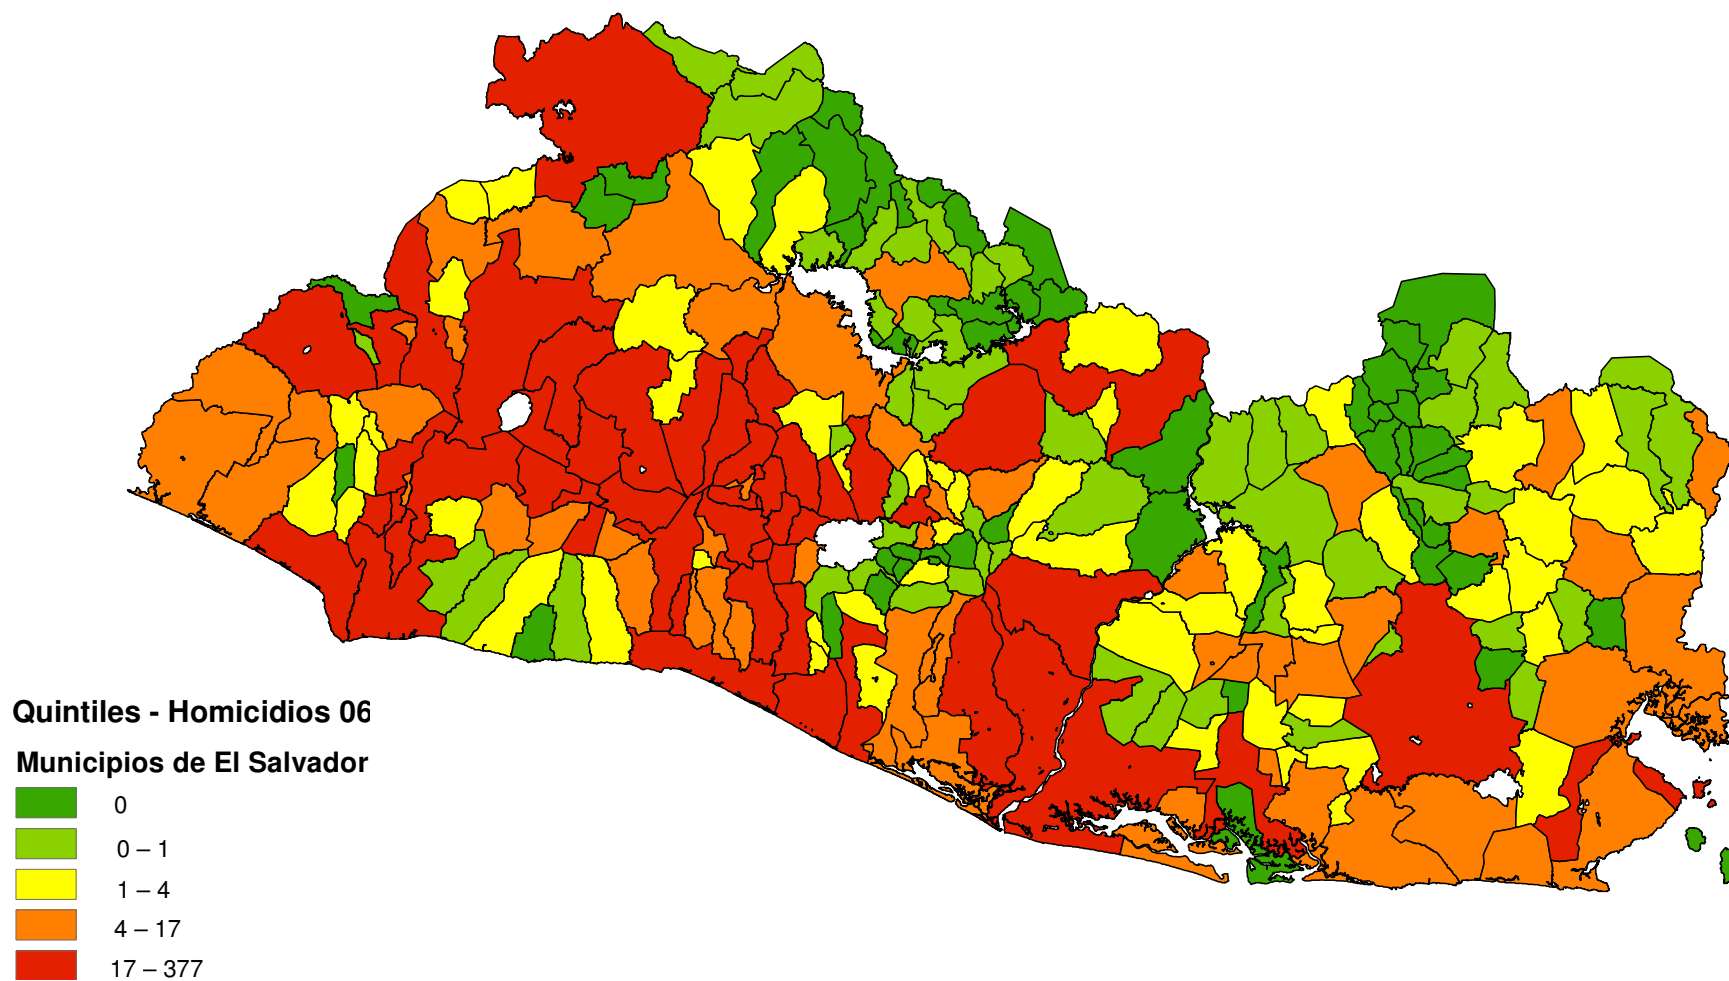 Quintiles - Homicidios 06
Municipios de El Salvador
0
0 – 1
1 – 4
4 – 17
17 – 377